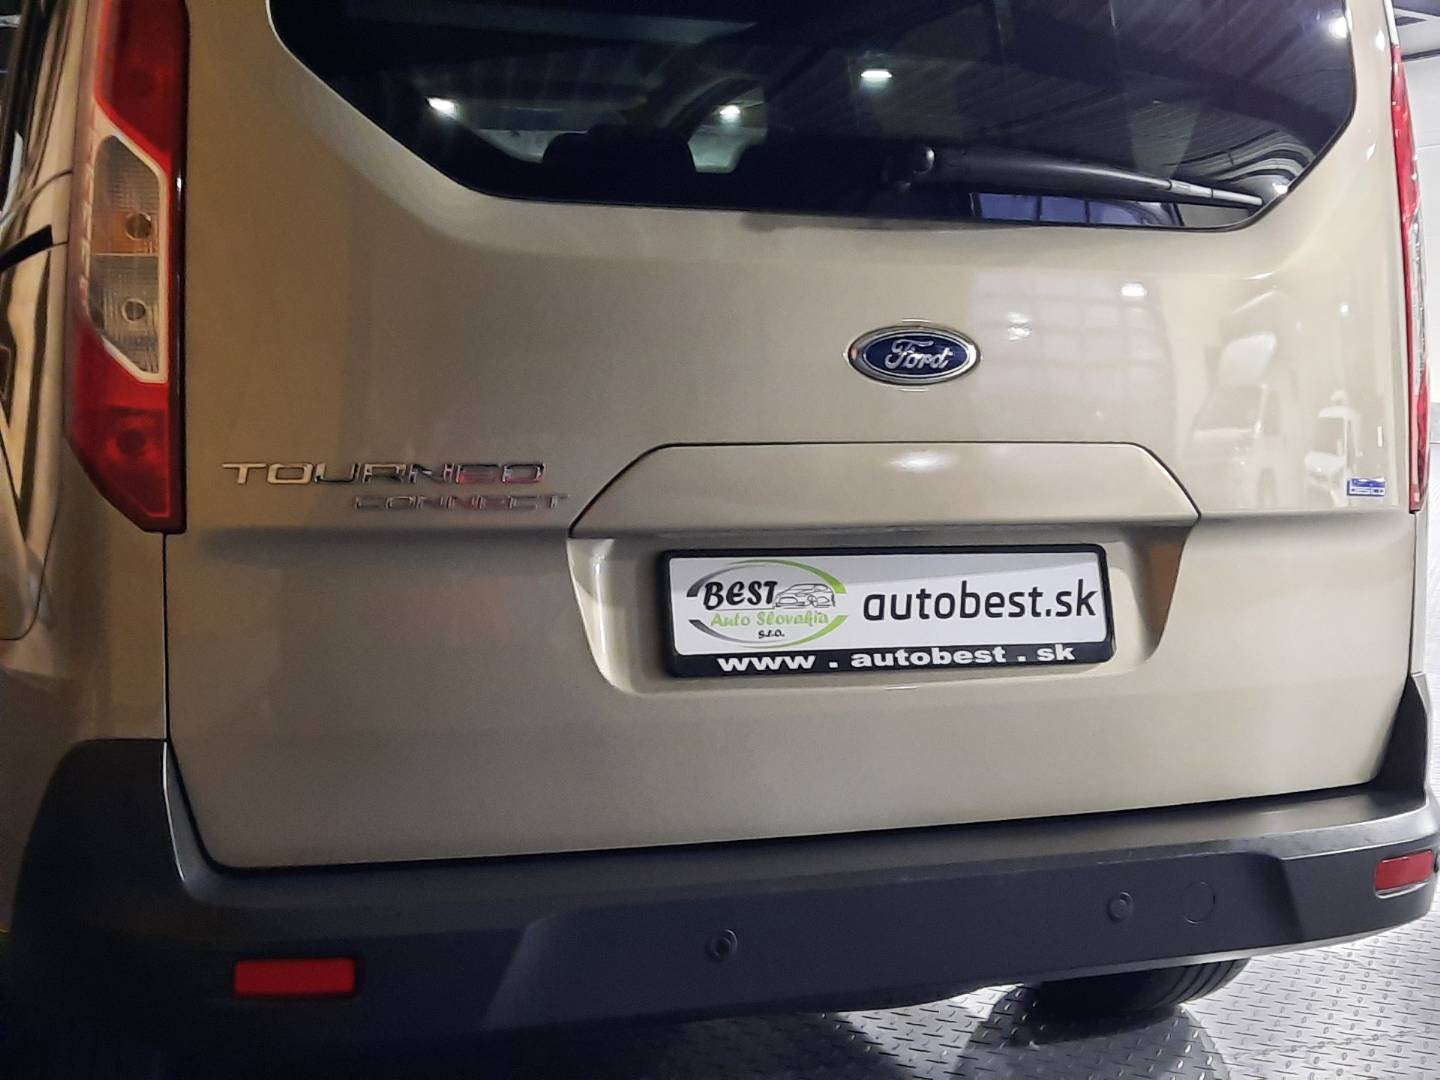 Ford
TOURNEO
CONNECT
BEST
Auto Slovakia
s.r.o.
autobest.sk
www . autobest . sk